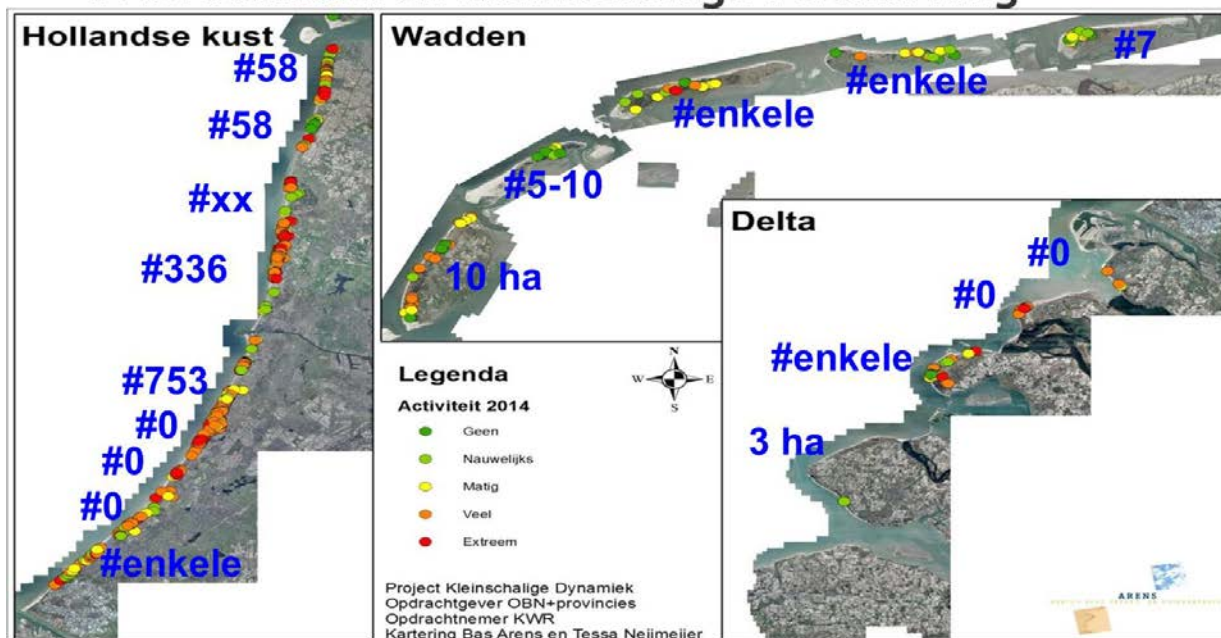 Hollandse kust
#58
#58
#xx
#336
#753
#0
#0
#0
#enkele
Wadden
#7
#enkele
#enkele
#5-10
10 ha
Delta
#0
#0
#enkele
3 ha
N
W E
S
Legenda
Activiteit 2014
Geen
Nauwelijks
Matig
Veel
Extreem
Project Kleinschalige Dynamiek
Opdrachtgever OBN+provincies
Opdrachtnemer KWR
Kartering Bas Arens en Tessa Neijmeijer
ARENS